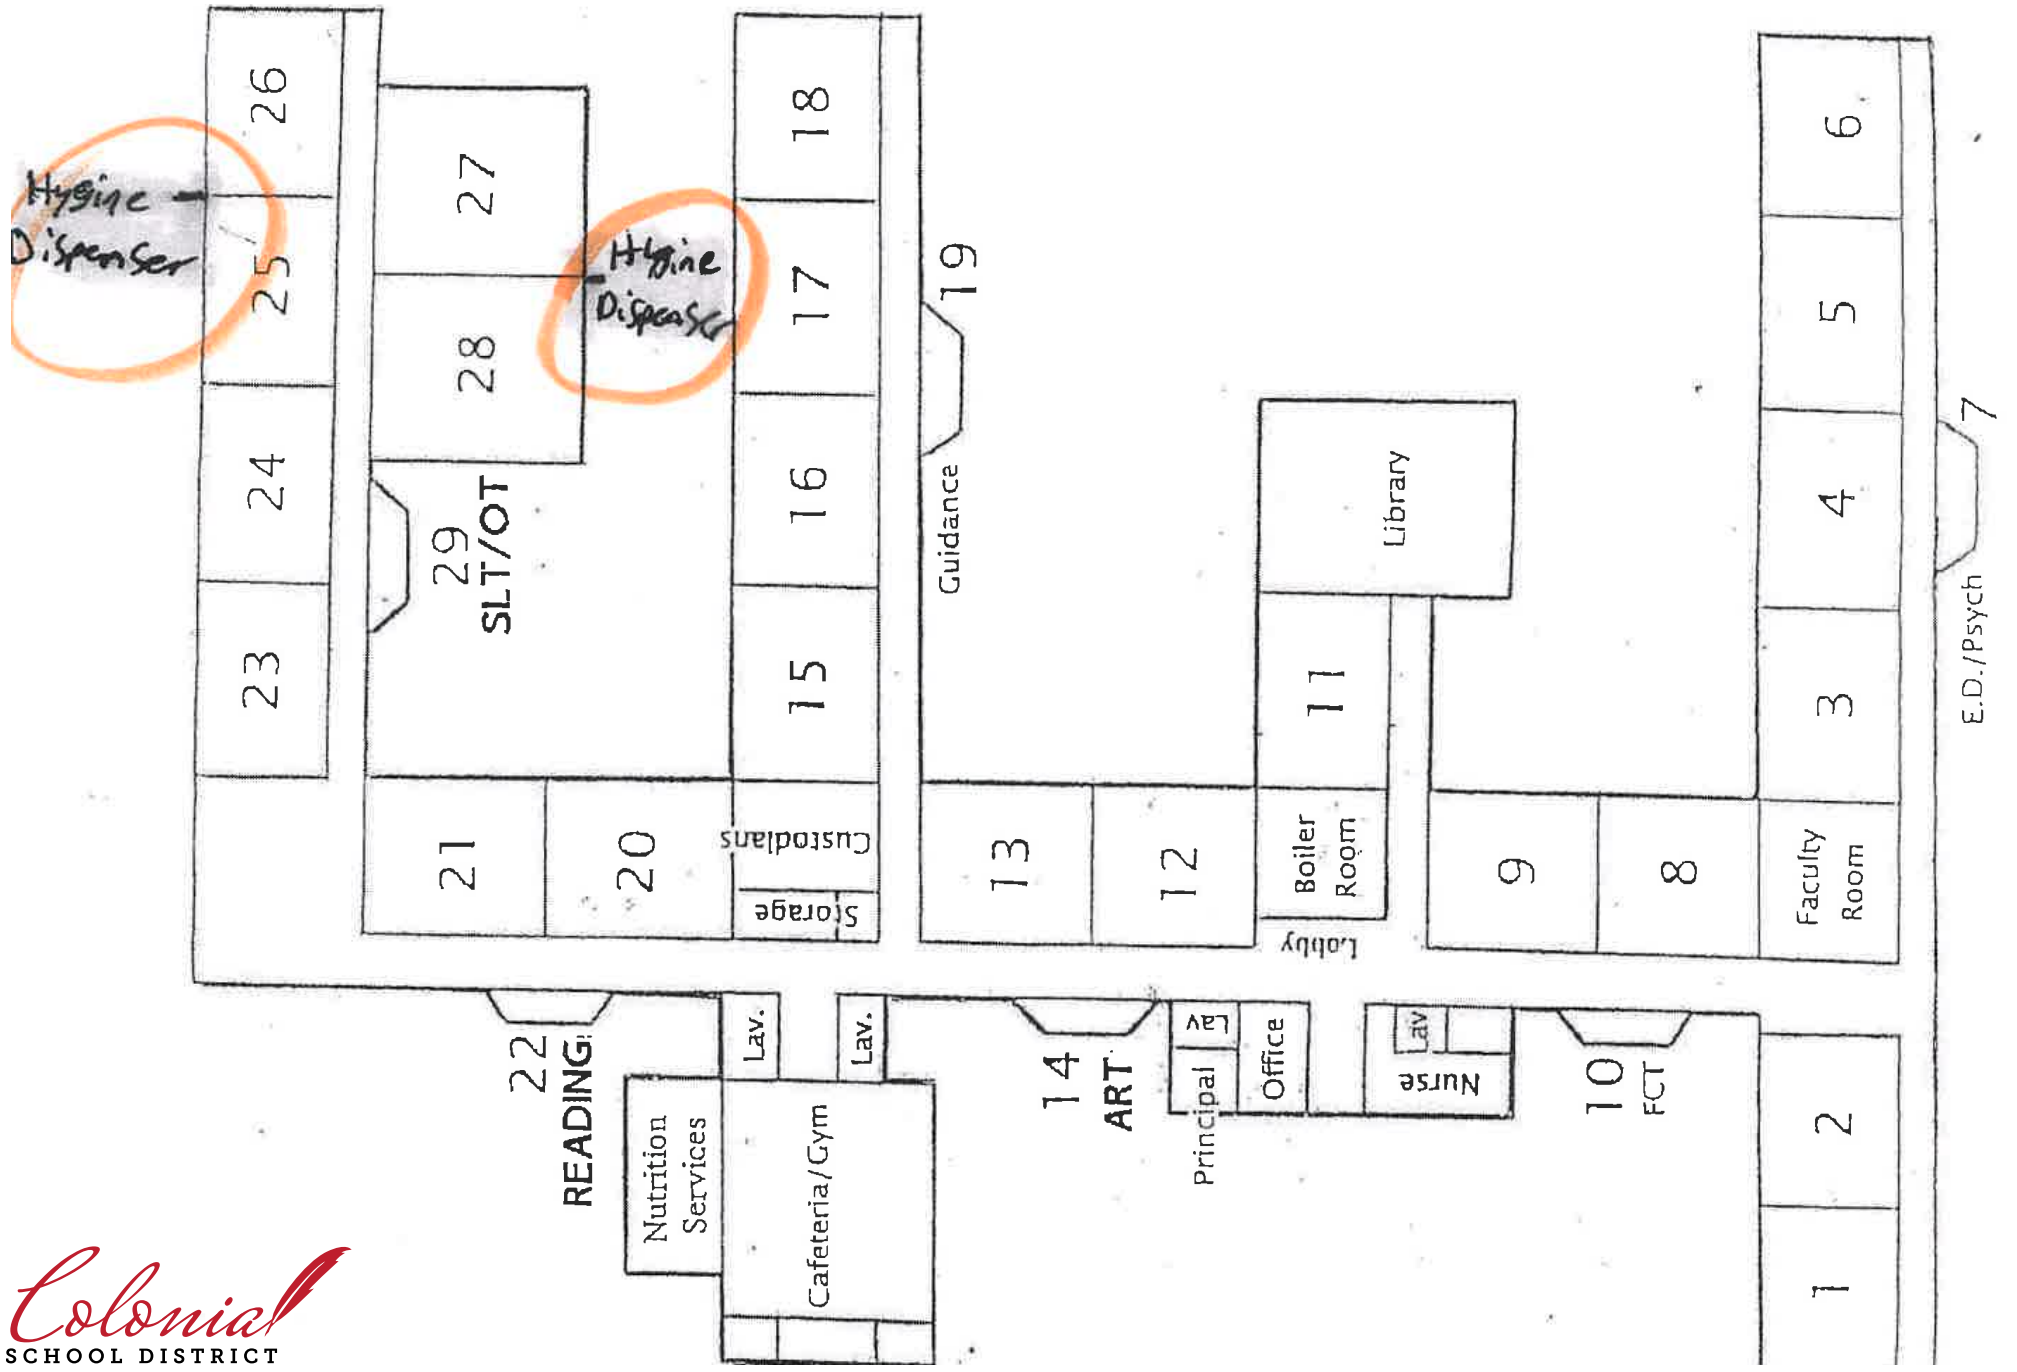 26
Hygine -
Dispenser
25
24
23
27
28
29
SLT/OT
Hygine
Dispenser
18
17
16
15
19
Guidance
21
20
Custodians
Storage
13
12
11
Library
Boiler
Room
Lobby
9
8
Faculty
Room
6
5
4
3
7
E.D./Psych
22
READING
Lav.
Lav.
Nutrition
Services
Cafeteria/Gym
14
ART
Lav
Principal
Office
Lav
Nurse
10
FCT
2
1
Colonial
SCHOOL DISTRICT